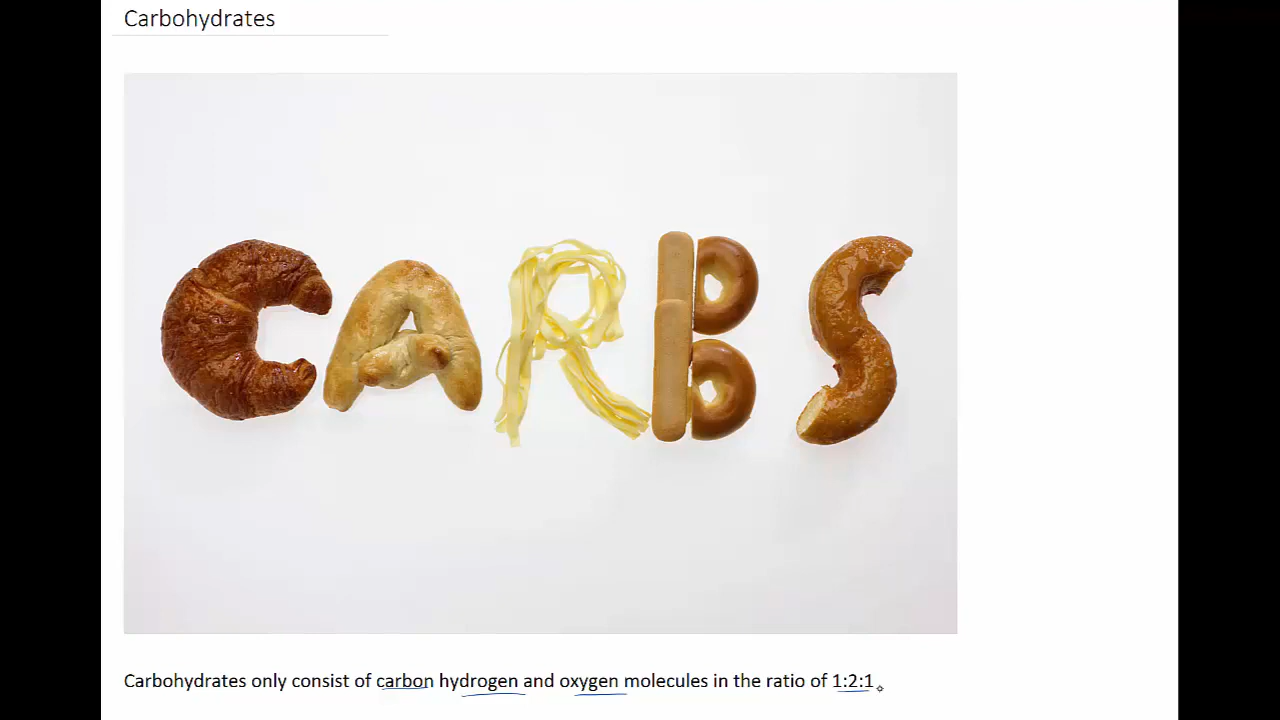 Carbohydrates
CARBS
Carbohydrates only consist of carbon hydrogen and oxygen molecules in the ratio of 1:2:1